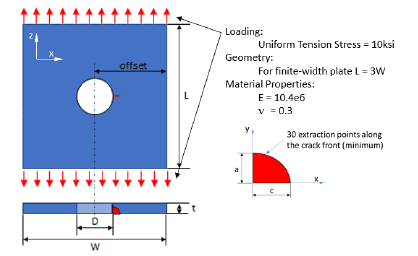 Loading:
Uniform Tension Stress = 10ksi
Geometry:
For finite-width plate L = 3W
Material Properties:
E = 10.4e6
v = 0.3
z
x
offset
L
y
30 extraction points along
the crack front (minimum)
a
x
c
t
D
W